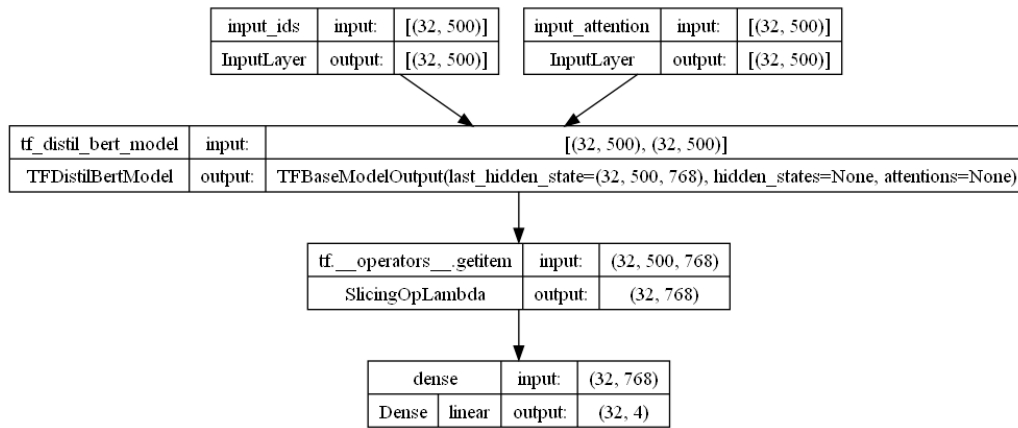 input_ids input: [(32, 500)]
InputLayer output: [(32, 500)]
input_attention input: [(32, 500)]
InputLayer output: [(32, 500)]
tf_distil_bert_model input: [(32, 500), (32, 500)]
TFDistilBertModel output: TFBaseModelOutput(last_hidden_state=(32, 500, 768), hidden_states=None, attentions=None)
tf.__operators__.getitem input: (32, 500, 768)
SlicingOpLambda output: (32, 768)
dense input: (32, 768)
Dense linear output: (32, 4)